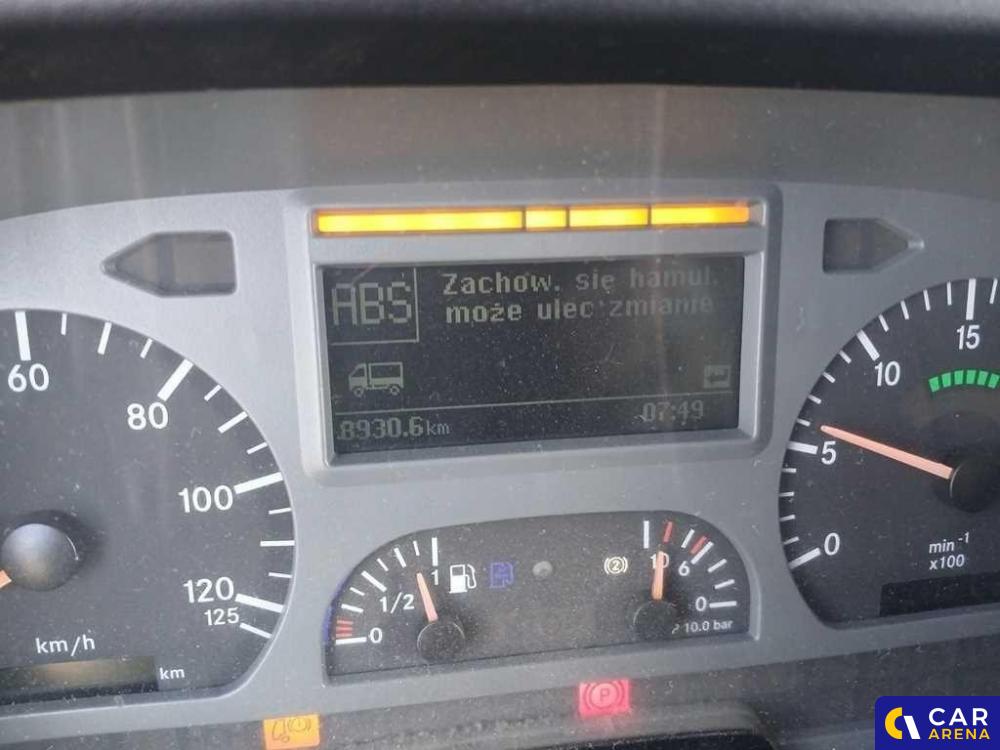 ABS
Zachow. się hamul.
może ulec zmianie
8930.6 km
07:49
60
80
100
120
125
km/h
km
0
1/2
1
2
10
6
0
10.0 bar
P
15
10
5
0
min⁻¹
x100
CAR
ARENA